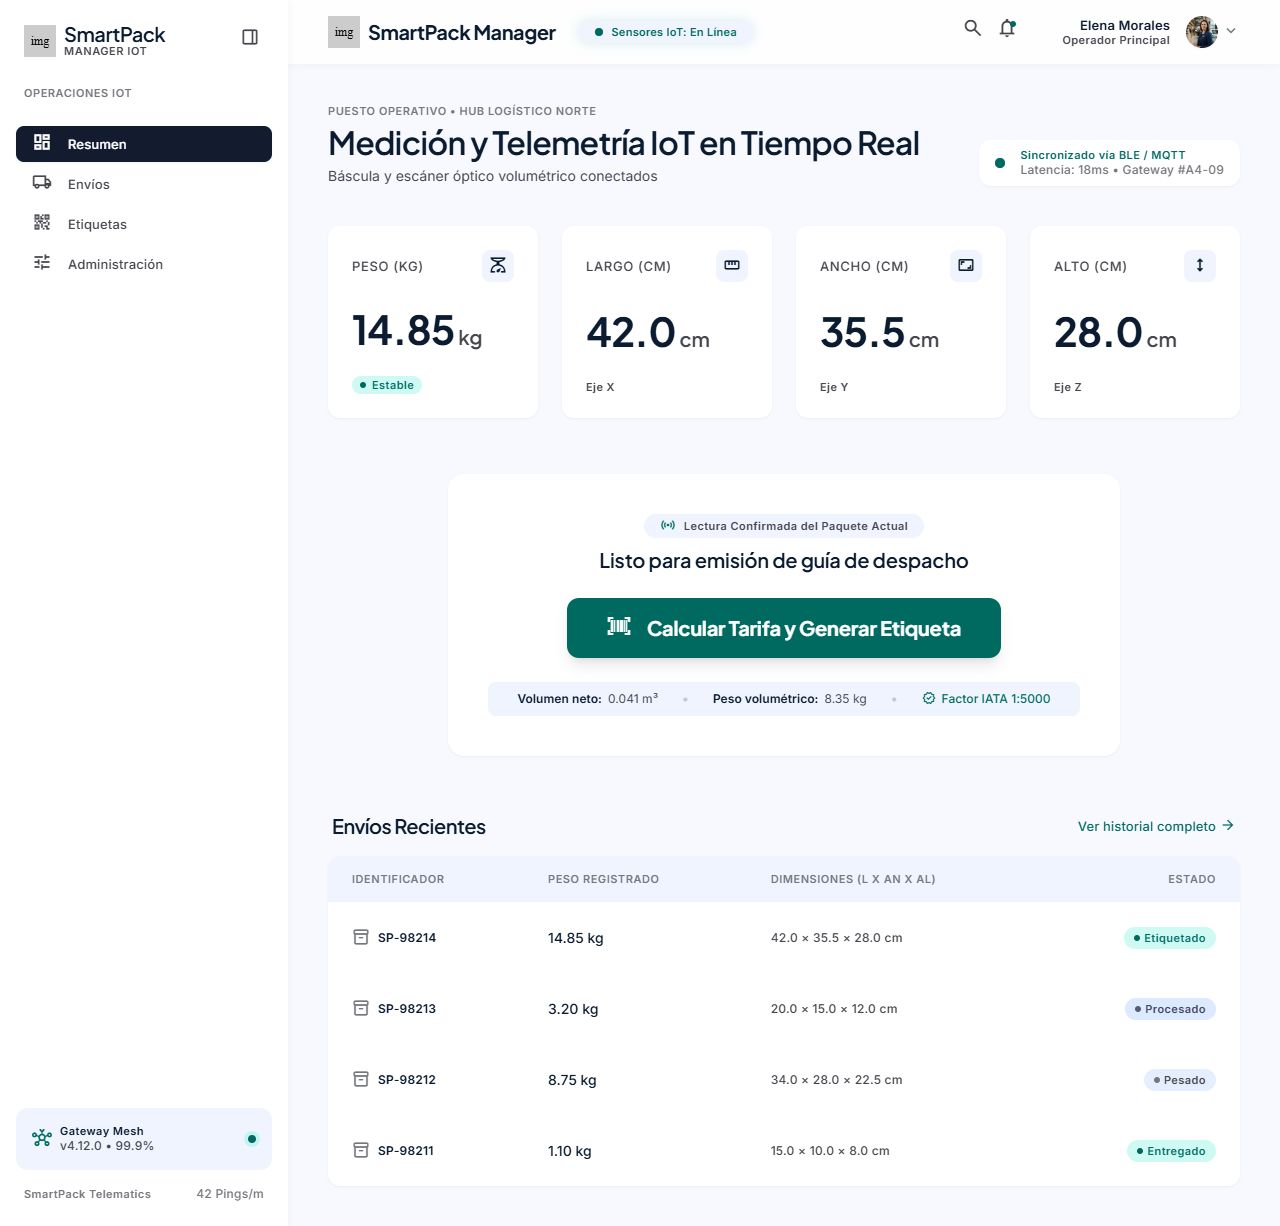 img
SmartPack
MANAGER IOT
OPERACIONES IOT
Resumen
Envíos
Etiquetas
Administración
Gateway Mesh
v4.12.0 • 99.9%
SmartPack Telematics
42 Pings/m
img
SmartPack Manager
Sensores IoT: En Línea
Elena Morales
Operador Principal
PUESTO OPERATIVO • HUB LOGÍSTICO NORTE
Medición y Telemetría IoT en Tiempo Real
Báscula y escáner óptico volumétrico conectados
Sincronizado vía BLE / MQTT
Latencia: 18ms • Gateway #A4-09
PESO (KG)
14.85 kg
Estable
LARGO (CM)
42.0 cm
Eje X
ANCHO (CM)
35.5 cm
Eje Y
ALTO (CM)
28.0 cm
Eje Z
Lectura Confirmada del Paquete Actual
Listo para emisión de guía de despacho
Calcular Tarifa y Generar Etiqueta
Volumen neto: 0.041 m³ • Peso volumétrico: 8.35 kg • Factor IATA 1:5000
Envíos Recientes
Ver historial completo →
IDENTIFICADOR PESO REGISTRADO DIMENSIONES (L X AN X AL) ESTADO
SP-98214 14.85 kg 42.0 × 35.5 × 28.0 cm Etiquetado
SP-98213 3.20 kg 20.0 × 15.0 × 12.0 cm Procesado
SP-98212 8.75 kg 34.0 × 28.0 × 22.5 cm Pesado
SP-98211 1.10 kg 15.0 × 10.0 × 8.0 cm Entregado